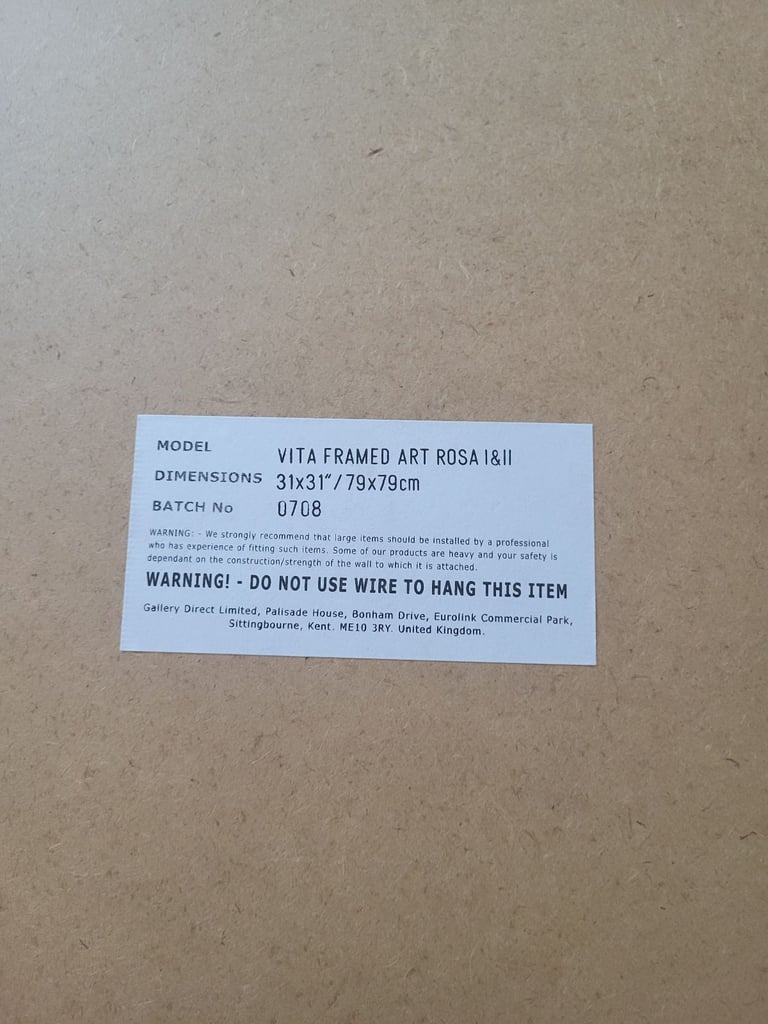 MODEL VITA FRAMED ART ROSA I&II
DIMENSIONS 31x31"/79x79cm
BATCH No 0708
WARNING: - We strongly recommend that large items should be installed by a professional
who has experience of fitting such items. Some of our products are heavy and your safety is
dependant on the construction/strength of the wall to which it is attached.
WARNING! - DO NOT USE WIRE TO HANG THIS ITEM
Gallery Direct Limited, Palisade House, Bonham Drive, Eurolink Commercial Park,
Sittingbourne, Kent. ME10 3RY. United Kingdom.